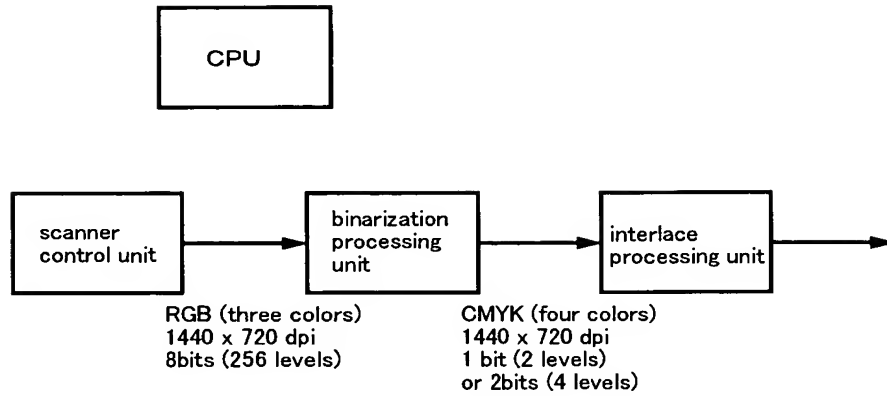 CPU
scanner
control unit
binarization
processing
unit
interlace
processing unit
RGB (three colors)
1440 x 720 dpi
8bits (256 levels)
CMYK (four colors)
1440 x 720 dpi
1 bit (2 levels)
or 2bits (4 levels)